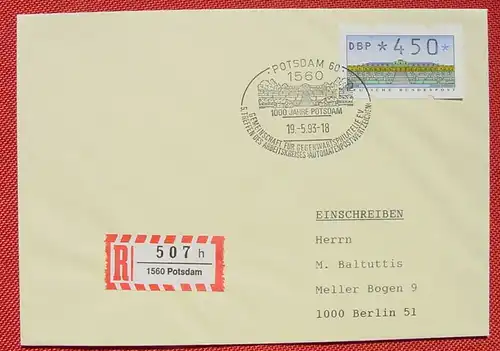 POTSDAM 60
1560
1000 JAHRE POTSDAM
19.-5.93-18
GEMEINSCHAFT FÜR GEGENWARTSPHILATELIE E.V.
5. TREFFEN DES ARBEITSKREISES »AUTOMATENPOSTWERTZEICHEN«
DBP *450*
DEUTSCHE BUNDESPOST
EINSCHREIBEN
Herrn
M. Baltuttis
Meller Bogen 9
1000 Berlin 51
R 507 h
1560 Potsdam